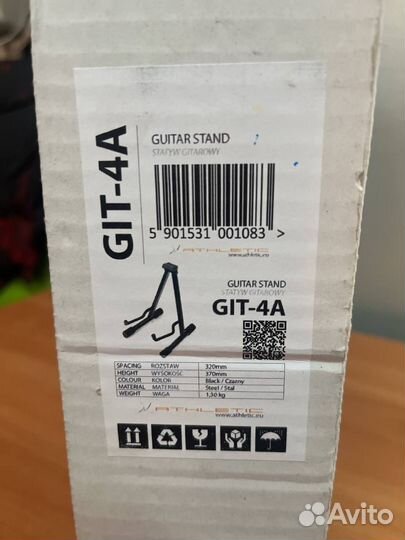 GIT-4A
GUITAR STAND
STATYW GITAROWY
5 901531 001083 >
ATHLETIC
www.athletic.eu
GUITAR STAND
STATYW GITAROWY
GIT-4A
SPACING ROZSTAW 320mm
HEIGHT WYSOKOSC 370mm
COLOUR KOLOR Black / Czarny
MATERIAL MATERIAŁ Steel / Stal
WEIGHT WAGA 1,30 kg
ATHLETIC
www.athletic.eu
Avito